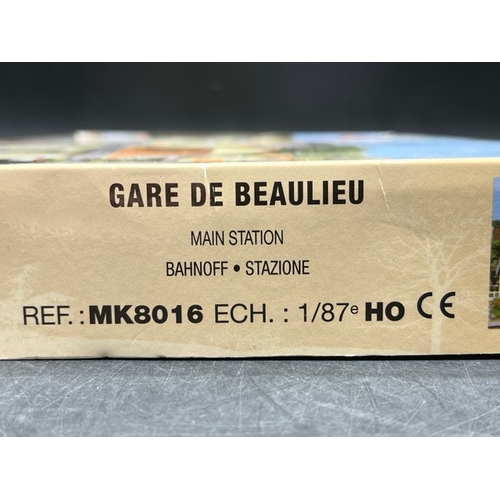 GARE DE BEAULIEU
MAIN STATION
BAHNOFF • STAZIONE
REF. : MK8016 ECH. : 1/87e HO CE